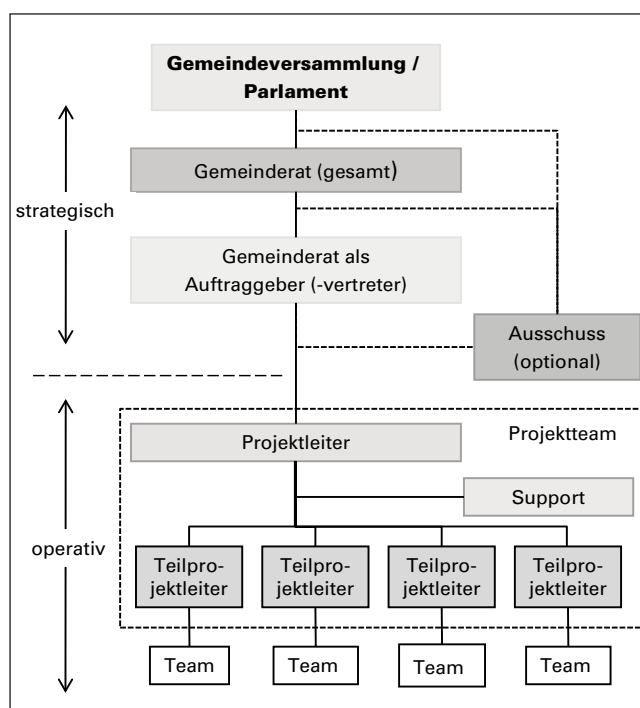 Gemeindeversammlung /
Parlament
Gemeinderat (gesamt)
strategisch
Gemeinderat als
Auftraggeber (-vertreter)
Ausschuss
(optional)
Projektteam
Projektleiter
Support
operativ
Teilpro-
jektleiter
Teilpro-
jektleiter
Teilpro-
jektleiter
Teilpro-
jektleiter
Team
Team
Team
Team